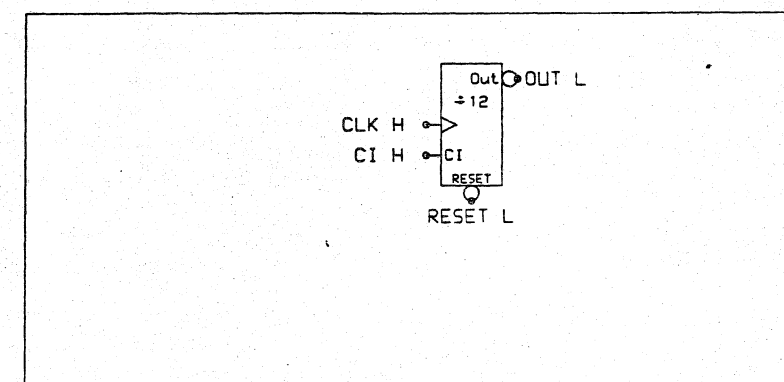 Out OUT L
÷12
CLK H
CI H CI
RESET
RESET L